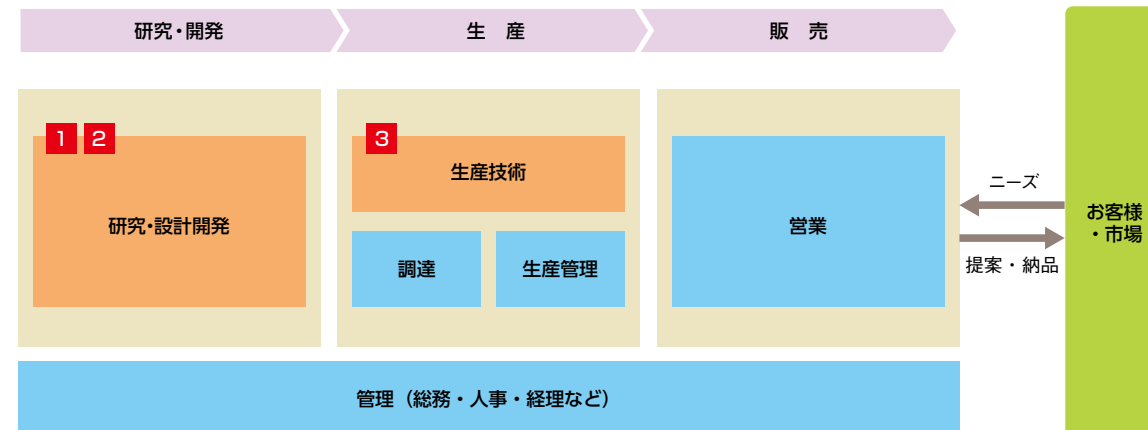 研究・開発
生　産
販　売
1 2
研究・設計開発
3
生産技術
調達
生産管理
営業
ニーズ
提案・納品
お客様
・市場
管理（総務・人事・経理など）